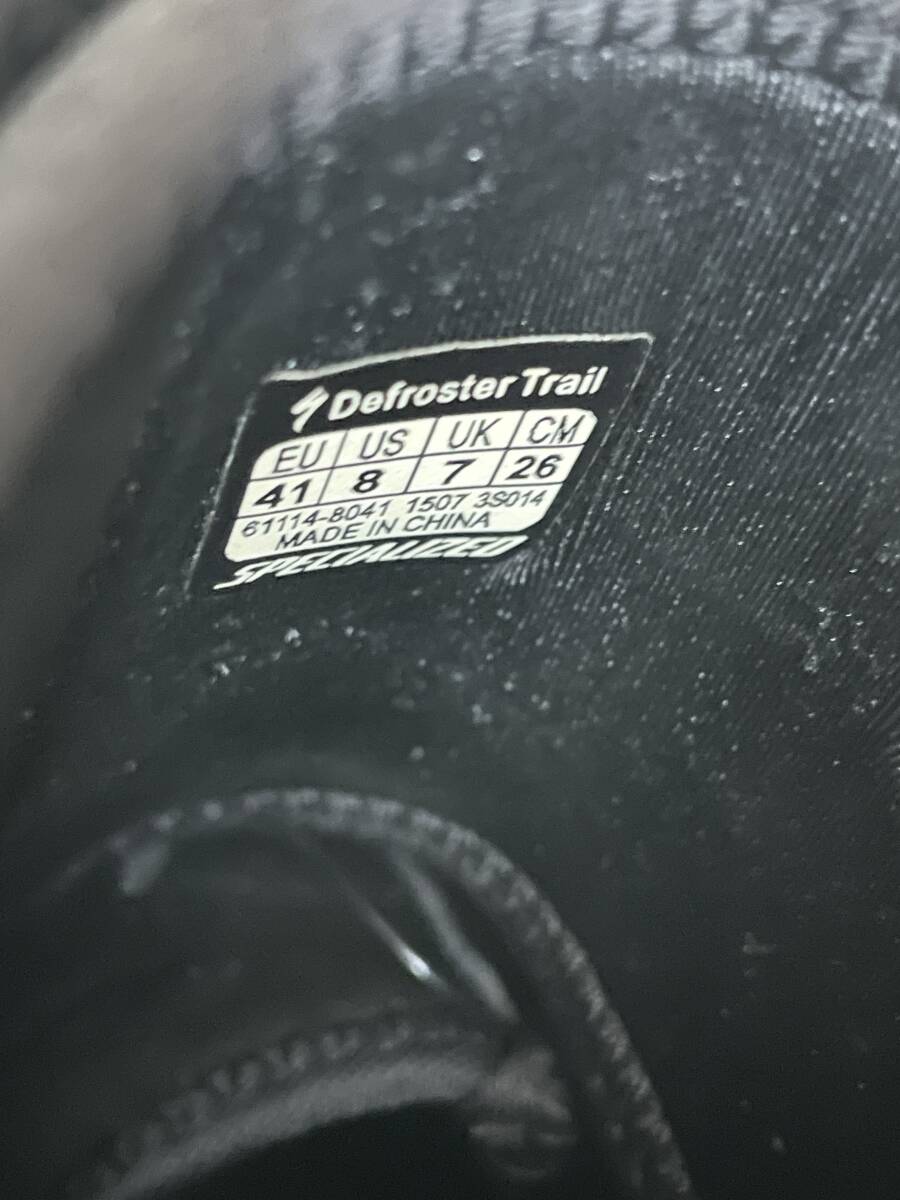 Defroster Trail
EU US UK CM
41 8 7 26
61114-8041 1507 3S014
MADE IN CHINA
SPECIALIZED